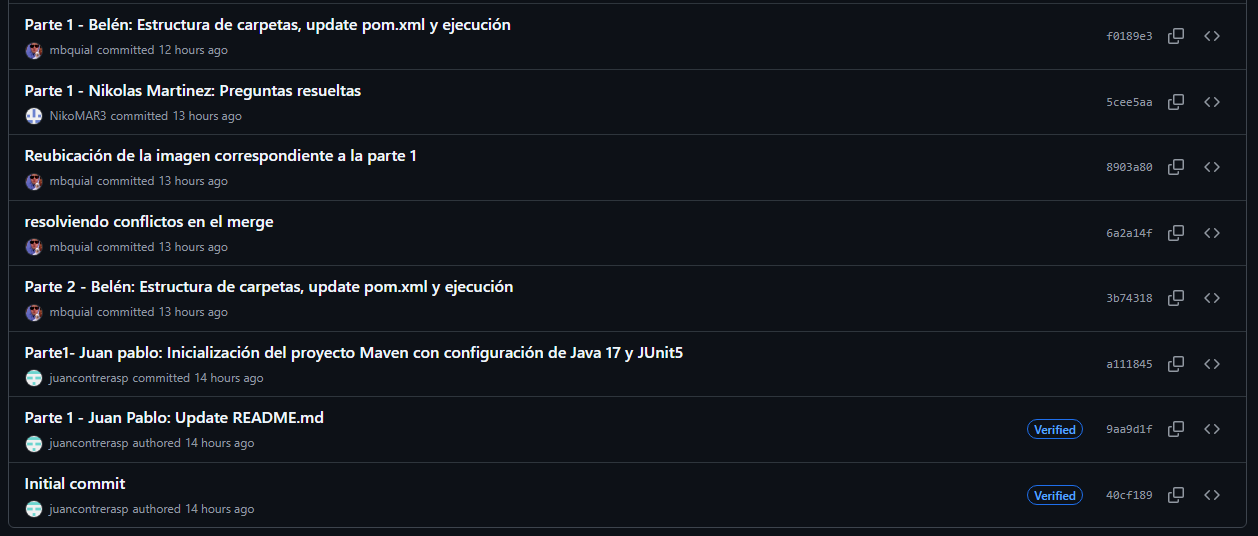 Parte 1 - Belén: Estructura de carpetas, update pom.xml y ejecución
mbquial committed 12 hours ago
f0189e3
Parte 1 - Nikolas Martinez: Preguntas resueltas
NikoMAR3 committed 13 hours ago
5cee5aa
Reubicación de la imagen correspondiente a la parte 1
mbquial committed 13 hours ago
8903a80
resolviendo conflictos en el merge
mbquial committed 13 hours ago
6a2a14f
Parte 2 - Belén: Estructura de carpetas, update pom.xml y ejecución
mbquial committed 13 hours ago
3b74318
Parte1- Juan pablo: Inicialización del proyecto Maven con configuración de Java 17 y JUnit5
juancontrerasp committed 14 hours ago
a111845
Parte 1 - Juan Pablo: Update README.md
juancontrerasp authored 14 hours ago
Verified 9aa9d1f
Initial commit
juancontrerasp authored 14 hours ago
Verified 40cf189